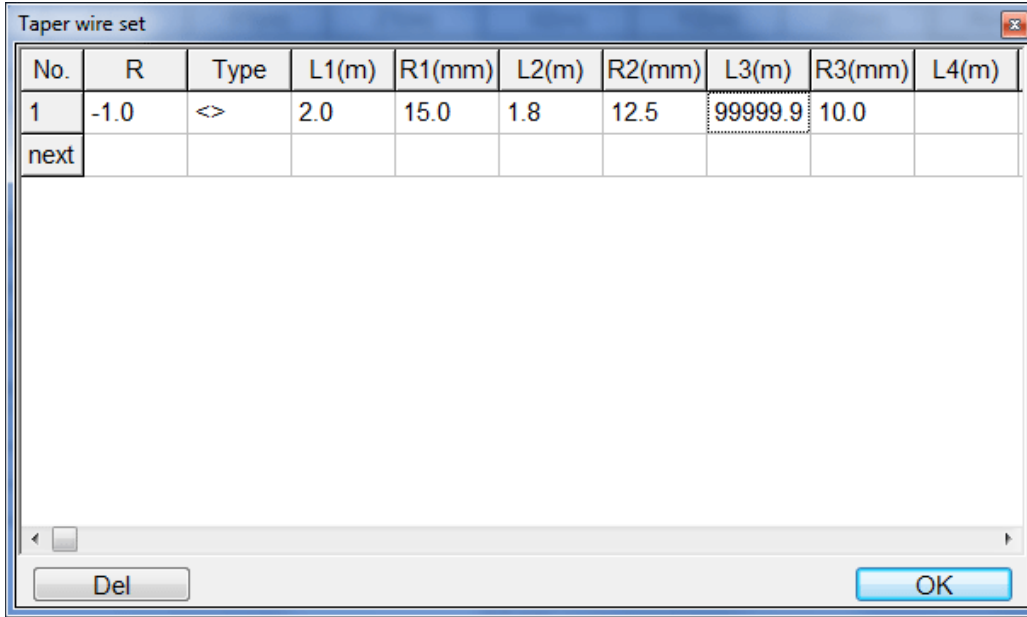 Taper wire set
No. R Type L1(m) R1(mm) L2(m) R2(mm) L3(m) R3(mm) L4(m)
1 -1.0 <> 2.0 15.0 1.8 12.5 99999.9 10.0
next
Del OK